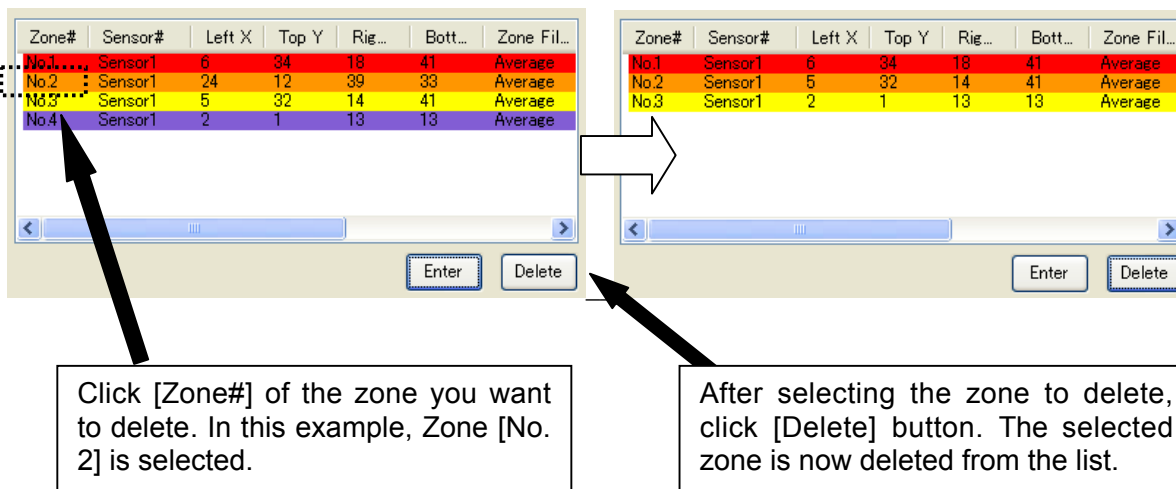 Zone# Sensor# Left X Top Y Rig... Bott... Zone Fil...
No.1 Sensor1 6 34 18 41 Average
No.2 Sensor1 24 12 39 33 Average
No.3 Sensor1 5 32 14 41 Average
No.4 Sensor1 2 1 13 13 Average
Enter Delete
Zone# Sensor# Left X Top Y Rig... Bott... Zone Fil...
No.1 Sensor1 6 34 18 41 Average
No.2 Sensor1 5 32 14 41 Average
No.3 Sensor1 2 1 13 13 Average
Enter Delete
Click [Zone#] of the zone you want
to delete. In this example, Zone [No.
2] is selected.
After selecting the zone to delete,
click [Delete] button. The selected
zone is now deleted from the list.